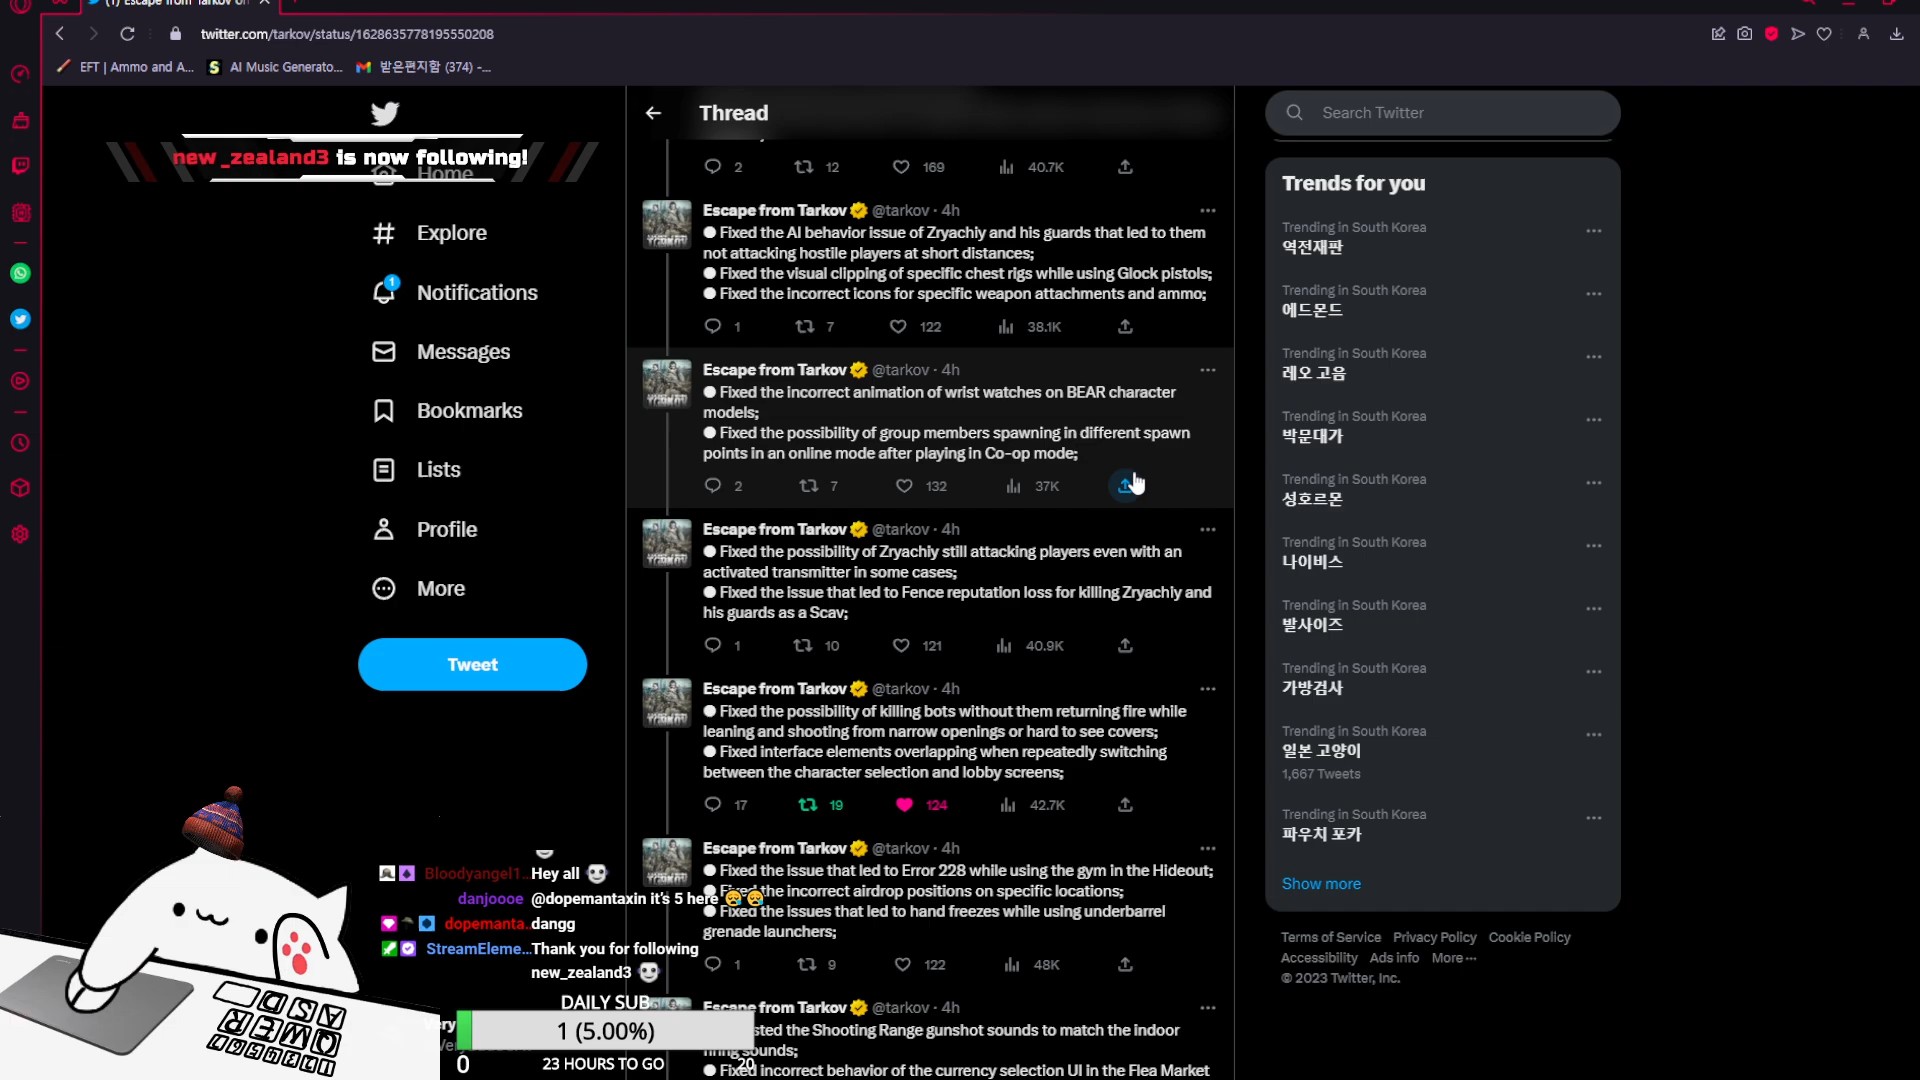 (1) Escape from Tarkov on
twitter.com/tarkov/status/1628635778195550208
EFT | Ammo and A...
AI Music Generato...
받은편지함 (374) -...
new_zealand3 is now following!
Home
Explore
1
Notifications
Messages
Bookmarks
Lists
Profile
More
Tweet
Thread
2 12 169 40.7K
Escape from Tarkov @tarkov · 4h
● Fixed the AI behavior issue of Zryachiy and his guards that led to them
not attacking hostile players at short distances;
● Fixed the visual clipping of specific chest rigs while using Glock pistols;
● Fixed the incorrect icons for specific weapon attachments and ammo;
1 7 122 38.1K
Escape from Tarkov @tarkov · 4h
● Fixed the incorrect animation of wrist watches on BEAR character
models;
● Fixed the possibility of group members spawning in different spawn
points in an online mode after playing in Co-op mode;
2 7 132 37K
Escape from Tarkov @tarkov · 4h
● Fixed the possibility of Zryachiy still attacking players even with an
activated transmitter in some cases;
● Fixed the issue that led to Fence reputation loss for killing Zryachiy and
his guards as a Scav;
1 10 121 40.9K
Escape from Tarkov @tarkov · 4h
● Fixed the possibility of killing bots without them returning fire while
leaning and shooting from narrow openings or hard to see covers;
● Fixed interface elements overlapping when repeatedly switching
between the character selection and lobby screens;
17 19 124 42.7K
Escape from Tarkov @tarkov · 4h
● Fixed the issue that led to Error 228 while using the gym in the Hideout;
● Fixed the incorrect airdrop positions on specific locations;
● Fixed the issues that led to hand freezes while using underbarrel
grenade launchers;
1 9 122 48K
Escape from Tarkov @tarkov · 4h
sted the Shooting Range gunshot sounds to match the indoor
firing sounds;
● Fixed incorrect behavior of the currency selection UI in the Flea Market
Search Twitter
Trends for you
Trending in South Korea
역전재판
Trending in South Korea
에드몬드
Trending in South Korea
레오 고음
Trending in South Korea
박문대가
Trending in South Korea
성호르몬
Trending in South Korea
나이비스
Trending in South Korea
발사이즈
Trending in South Korea
가방검사
Trending in South Korea
일본 고양이
1,667 Tweets
Trending in South Korea
파우치 포카
Show more
Terms of Service Privacy Policy Cookie Policy
Accessibility Ads info More ···
© 2023 Twitter, Inc.
Bloodyangel1... Hey all
danjoooe @dopemantaxin it's 5 here
dopemanta... dangg
StreamEleme... Thank you for following
new_zealand3
DAILY SUB
1 (5.00%)
0 23 HOURS TO GO 20